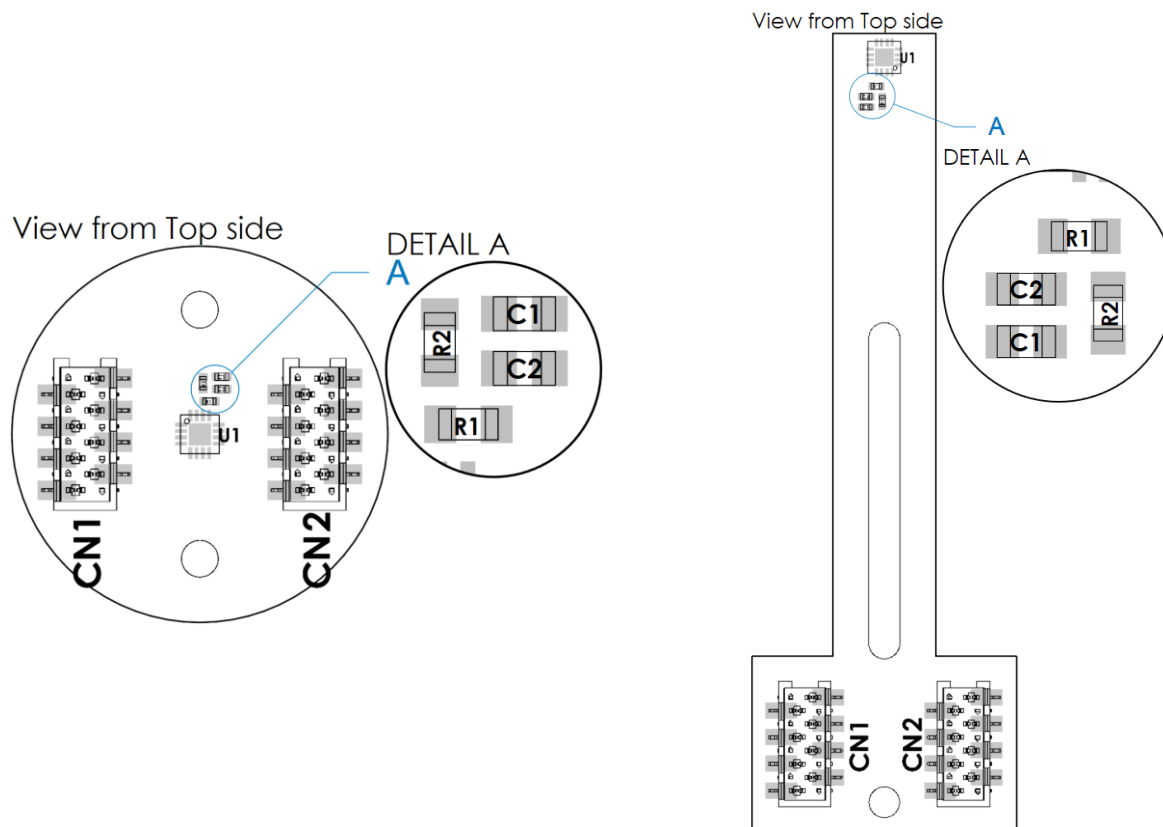 View from Top side
DETAIL A
A
C1
R2
C2
R1
U1
CN1
CN2
View from Top side
U1
A
DETAIL A
R1
C2
R2
C1
CN1
CN2